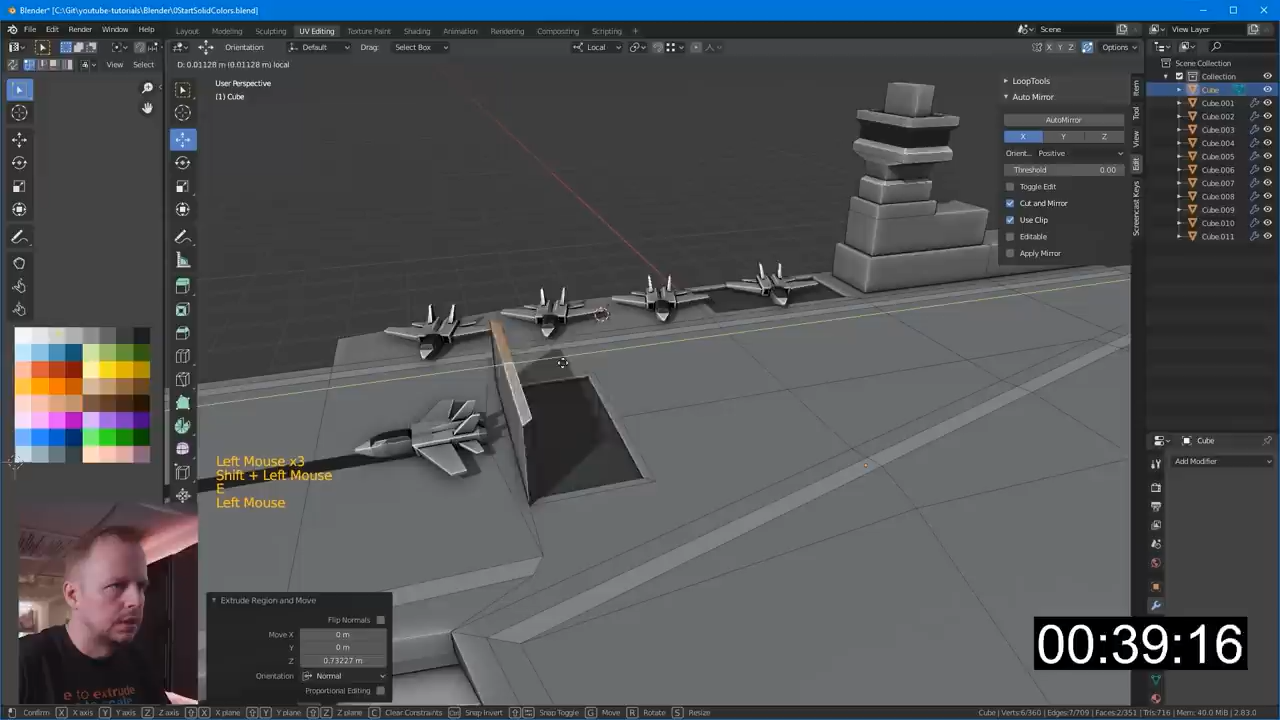 Blender* [C:\Git\youtube-tutorials\Blender\0StartSolidColors.blend]
File Edit Render Window Help
Layout Modeling Sculpting UV Editing Texture Paint Shading Animation Rendering Compositing Scripting +
Scene
View Layer
Orientation: Default Drag: Select Box
Local
X Y Z Options
View Select
D: 0.01128 m (0.01128 m) local
User Perspective
(1) Cube
LoopTools
Auto Mirror
AutoMirror
X Y Z
Orient... Positive
Threshold 0.00
Toggle Edit
Cut and Mirror
Use Clip
Editable
Apply Mirror
Item
Tool
View
Edit
Screencast Keys
Scene Collection
Collection
Cube
Cube.001
Cube.002
Cube.003
Cube.004
Cube.005
Cube.006
Cube.007
Cube.008
Cube.009
Cube.010
Cube.011
Cube
Add Modifier
Left Mouse x3
Shift + Left Mouse
E
Left Mouse
Extrude Region and Move
Flip Normals
Move X 0 m
Y 0 m
Z 0.73227 m
Orientation Normal
Proportional Editing
00:39:16
e to extrude
Confirm X X axis Y Y axis Z Z axis X X plane Y Y plane Z Z plane C Clear Constraints Snap Invert Snap Toggle G Move R Rotate S Resize
Cube | Verts:6/360 | Edges:7/709 | Faces:2/351 | Tris:716 | Mem: 40.0 MiB | 2.83.0